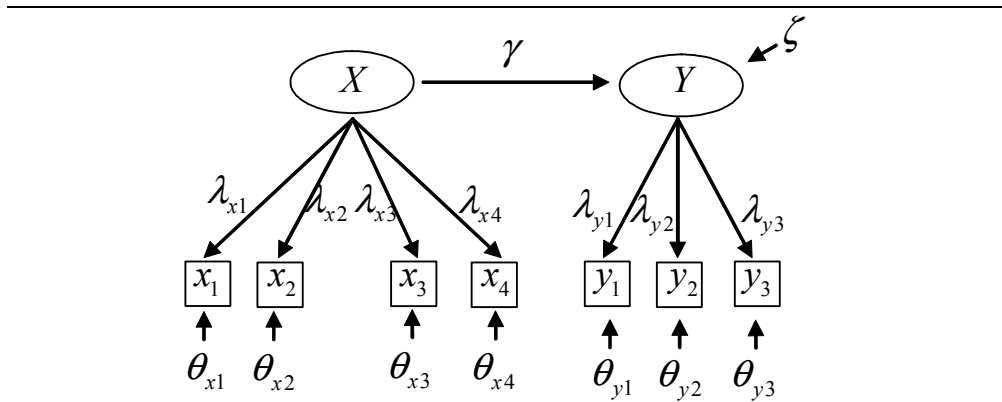 γ ζ
X Y
λx1 λx2 λx3 λx4 λy1 λy2 λy3
x1 x2 x3 x4 y1 y2 y3
θx1 θx2 θx3 θx4 θy1 θy2 θy3